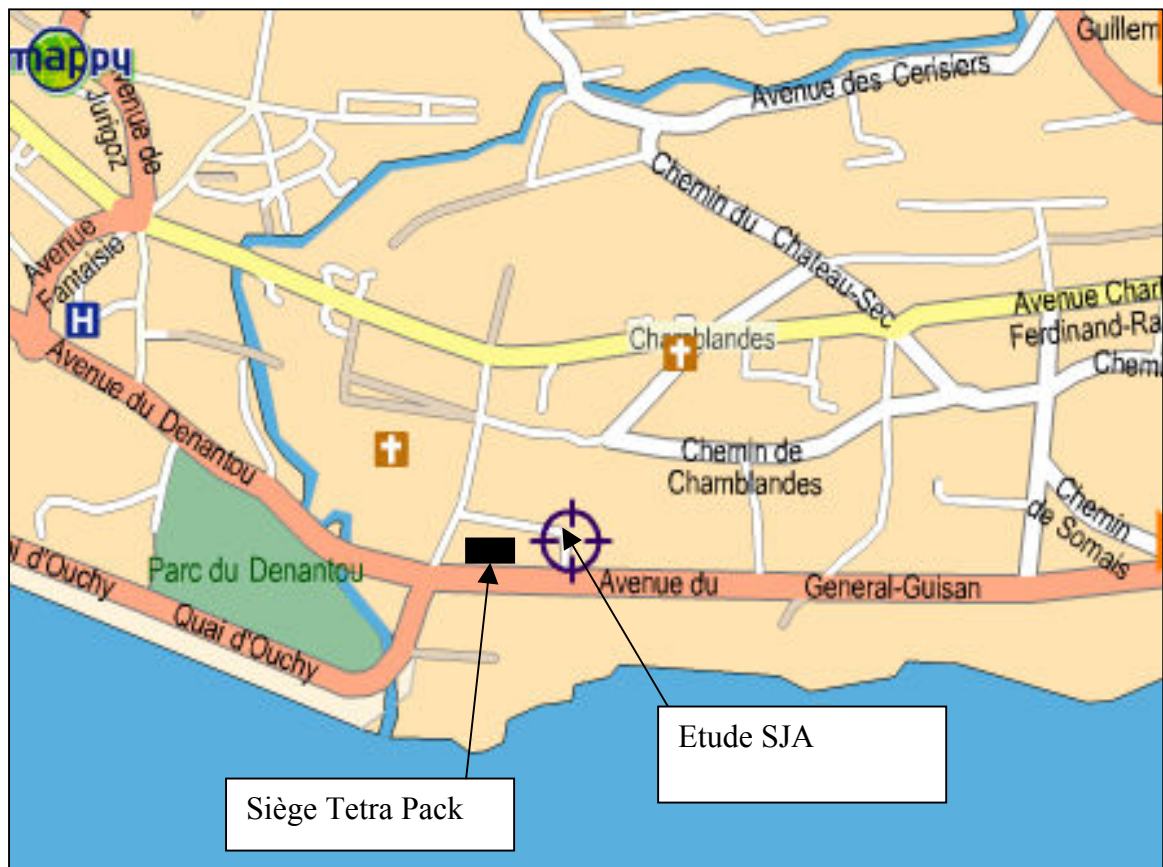 mappy
Avenue de
Jurigoz
Guillem
Avenue des Cerisiers
Chemin du Chateau-Sec
Avenue
Fantaisie
H
Chamblandes
Avenue Charl
Ferdinand-Ra
Chem
Avenue du Denantou
Chemin de
Chamblandes
Chemin
de Somais
Parc du Denantou
ai d'Ouchy
Quai d'Ouchy
Avenue du General-Guisan
Etude SJA
Siège Tetra Pack